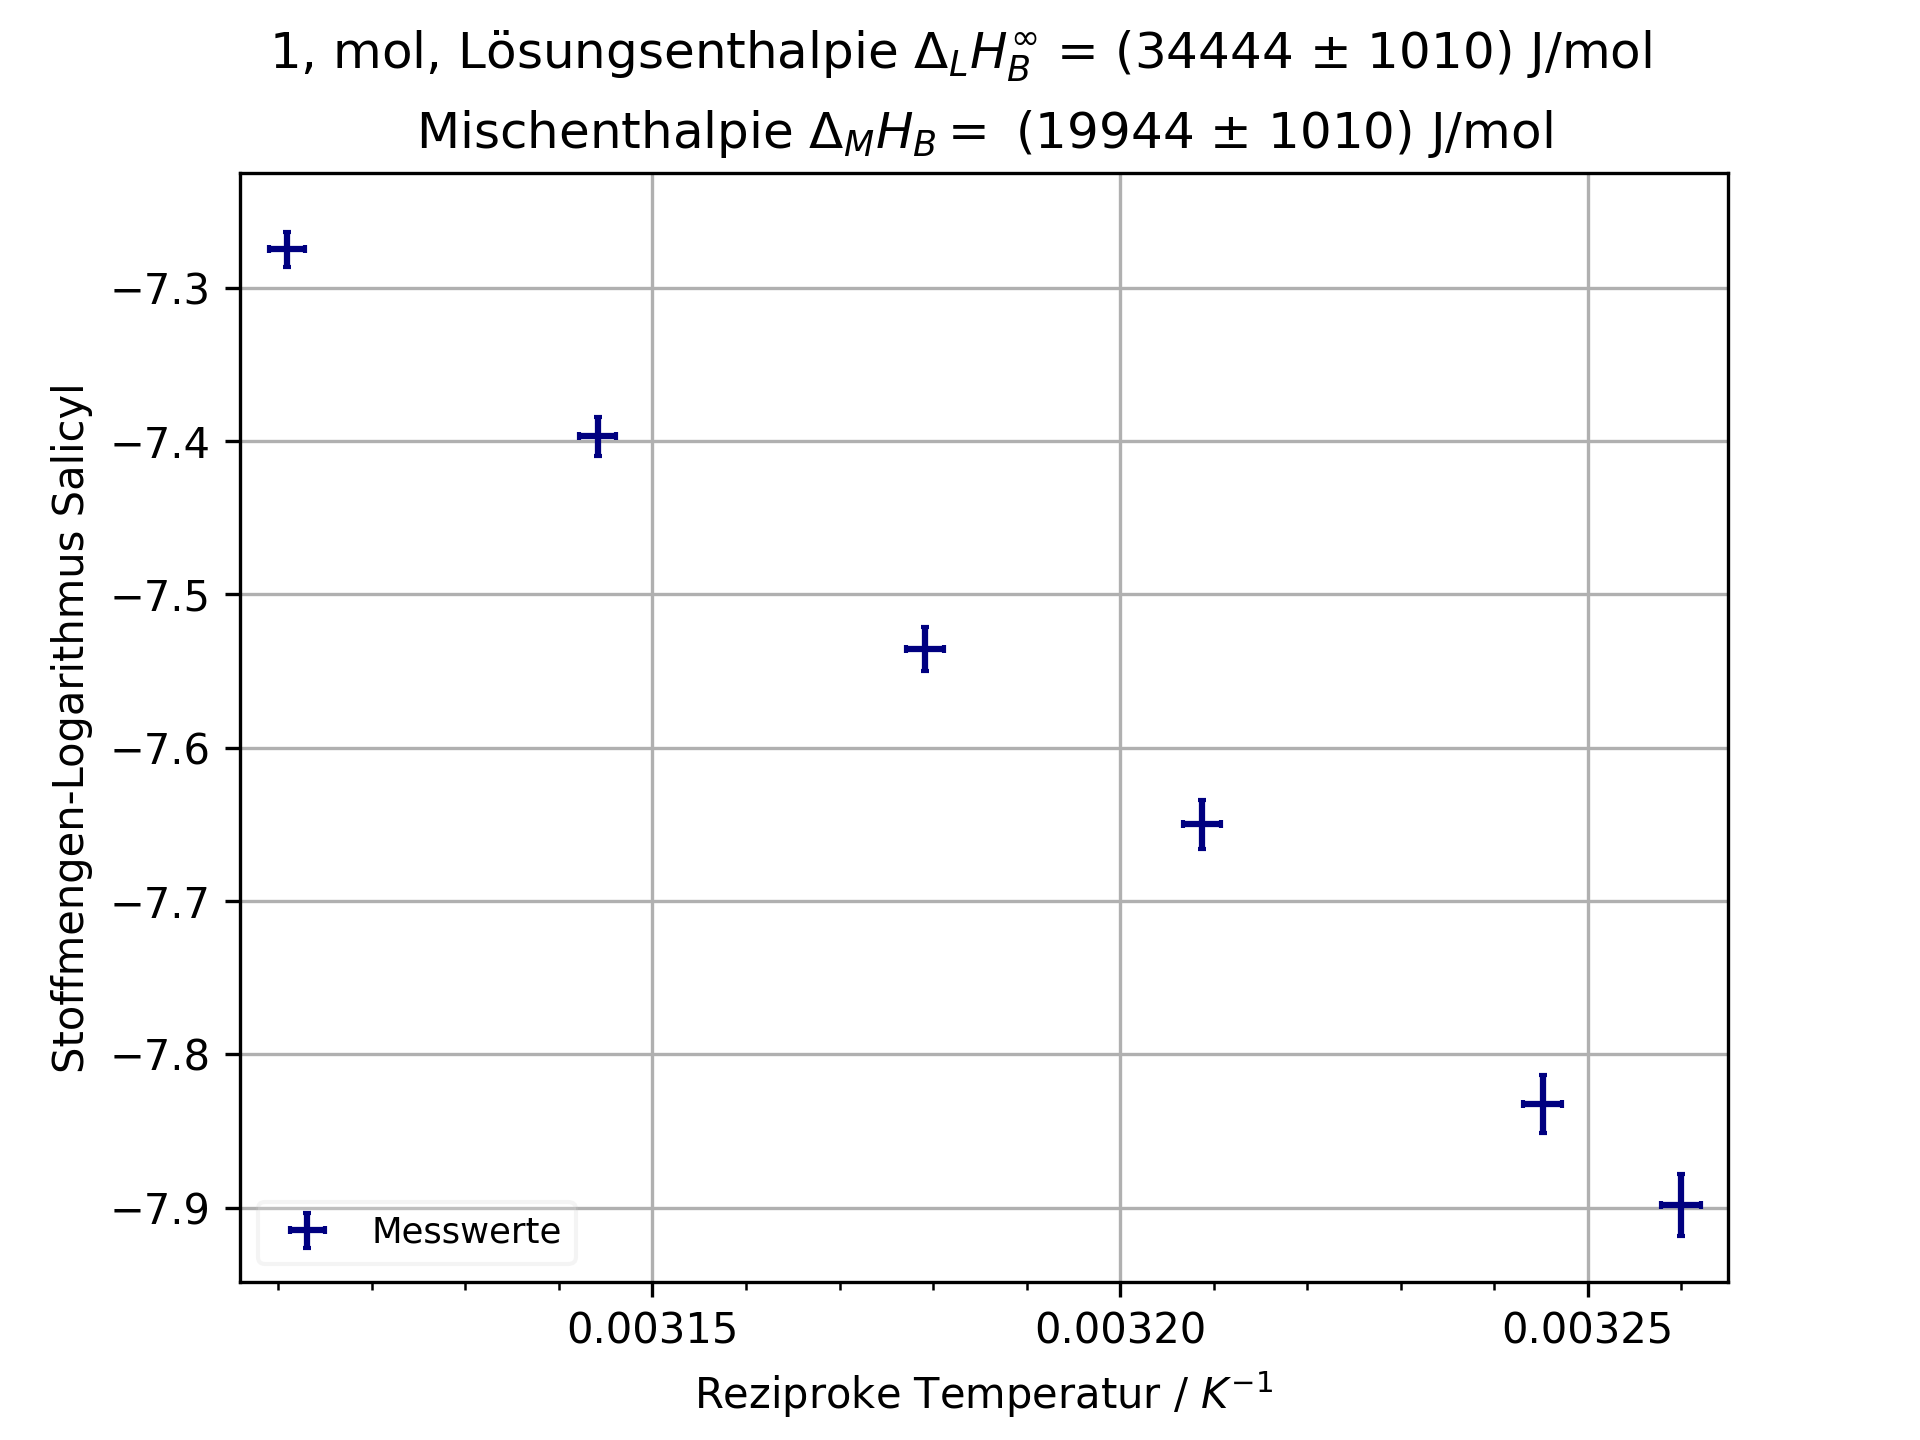 1, mol, Lösungsenthalpie Δ_L H_B^∞ = (34444 ± 1010) J/mol
Mischenthalpie Δ_M H_B = (19944 ± 1010) J/mol
Stoffmengen-Logarithmus Salicyl
−7.3
−7.4
−7.5
−7.6
−7.7
−7.8
−7.9
Messwerte
0.00315 0.00320 0.00325
Reziproke Temperatur / K⁻¹